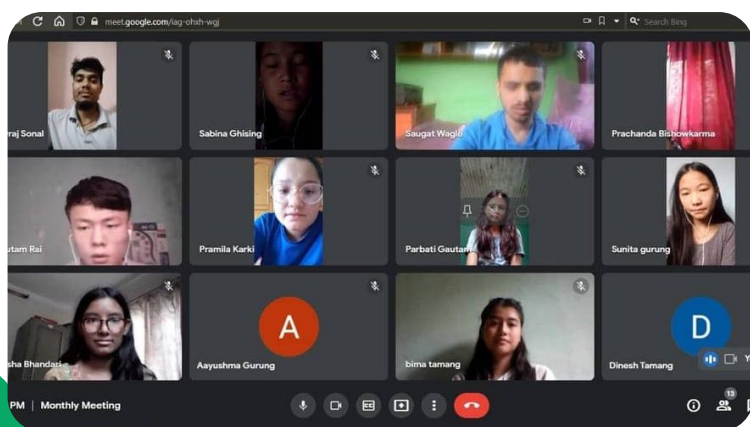 meet.google.com/iag-ohxh-wgj
Search Bing
raj Sonal
Sabina Ghising
Saugat Wagle
Prachanda Bishowkarma
utam Rai
Pramila Karki
Parbati Gautam
Sunita gurung
sha Bhandari
A
Aayushma Gurung
bima tamang
D
Dinesh Tamang
Y
PM | Monthly Meeting
CC
13